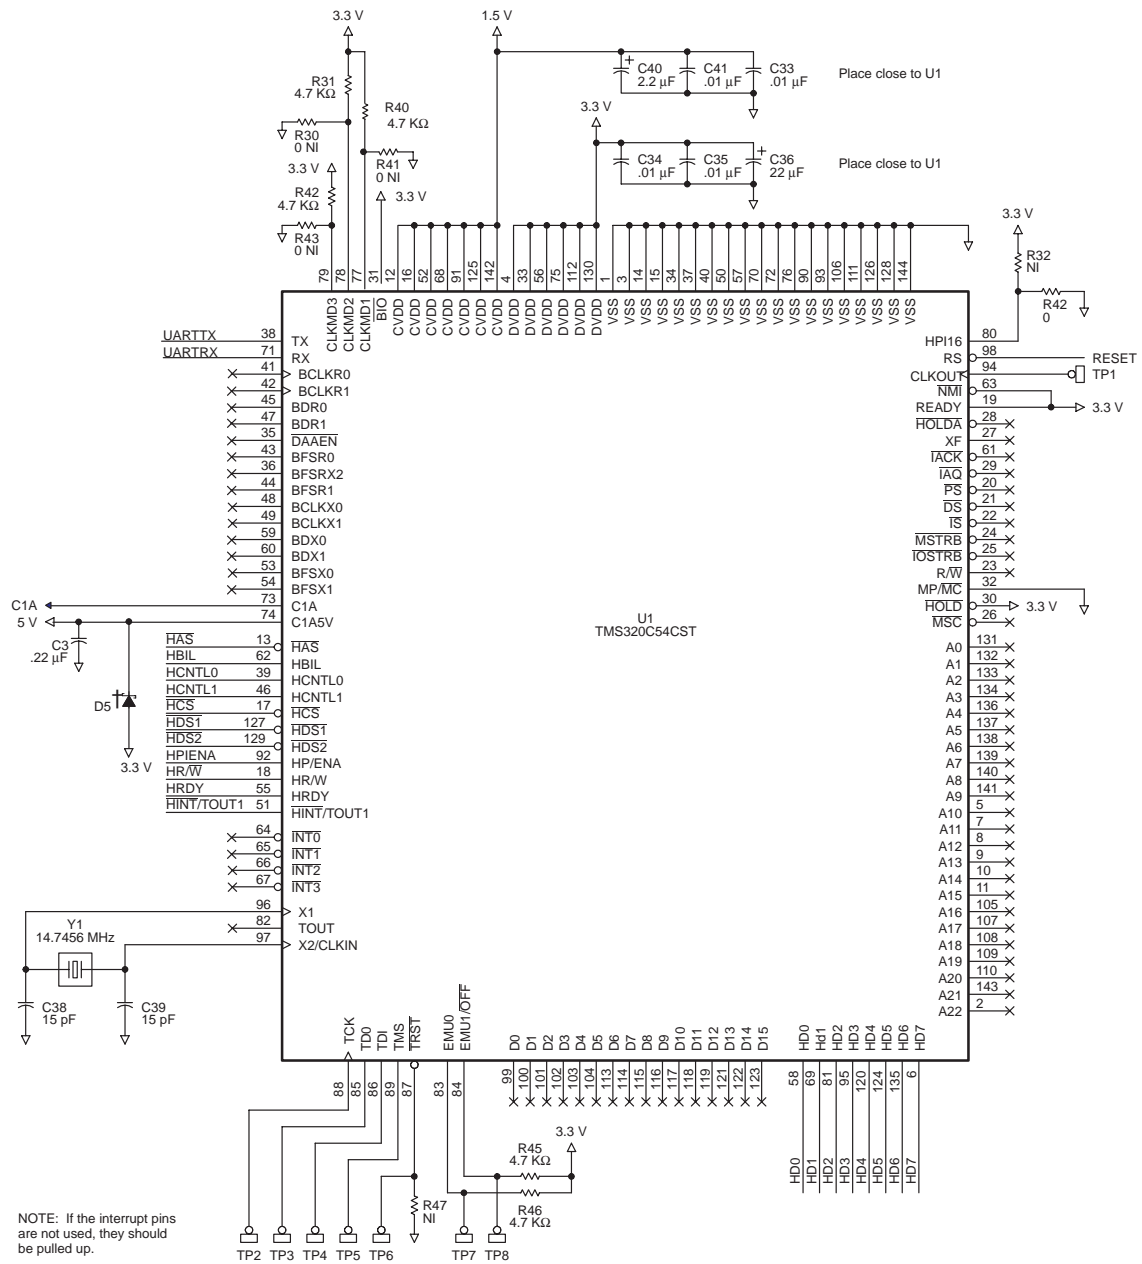 3.3 V
1.5 V
R31
4.7 KΩ
R40
4.7 KΩ
R30
0 NI
R41
0 NI
3.3 V
3.3 V
R42
4.7 KΩ
R43
0 NI
C40
2.2 µF
C41
.01 µF
C33
.01 µF
Place close to U1
3.3 V
C34
.01 µF
C35
.01 µF
C36
22 µF
Place close to U1
3.3 V
R32
NI
R42
0
79 CLKMD3
78 CLKMD2
77 CLKMD1
31 BIO
12 CVDD
16 CVDD
52 CVDD
68 CVDD
91 CVDD
125 CVDD
142 CVDD
4 DVDD
33 DVDD
56 DVDD
75 DVDD
112 DVDD
130 DVDD
1 VSS
3 VSS
14 VSS
15 VSS
34 VSS
37 VSS
40 VSS
50 VSS
57 VSS
70 VSS
72 VSS
76 VSS
90 VSS
93 VSS
106 VSS
111 VSS
126 VSS
128 VSS
144 VSS
UARTTX 38 TX
UARTRX 71 RX
41 BCLKR0
42 BCLKR1
45 BDR0
47 BDR1
35 DAAEN
43 BFSR0
36 BFSRX2
44 BFSR1
48 BCLKX0
49 BCLKX1
59 BDX0
60 BDX1
53 BFSX0
54 BFSX1
C1A 73 C1A
5 V 74 C1A5V
C3
.22 µF
D5
3.3 V
HAS 13 HAS
HBIL 62 HBIL
HCNTL0 39 HCNTL0
HCNTL1 46 HCNTL1
HCS 17 HCS
HDS1 127 HDS1
HDS2 129 HDS2
HPIENA 92 HP/ENA
HR/W 18 HR/W
HRDY 55 HRDY
HINT/TOUT1 51 HINT/TOUT1
64 INT0
65 INT1
66 INT2
67 INT3
96 X1
82 TOUT
97 X2/CLKIN
Y1
14.7456 MHz
C38
15 pF
C39
15 pF
U1
TMS320C54CST
HPI16 80
RS 98 RESET
CLKOUT 94 TP1
NMI 63
READY 19 3.3 V
HOLDA 28
XF 27
IACK 61
IAQ 29
PS 20
DS 21
IS 22
MSTRB 24
IOSTRB 25
R/W 23
MP/MC 32
HOLD 30 3.3 V
MSC 26
A0 131
A1 132
A2 133
A3 134
A4 136
A5 137
A6 138
A7 139
A8 140
A9 141
A10 5
A11 7
A12 8
A13 9
A14 10
A15 11
A16 105
A17 107
A18 108
A19 109
A20 110
A21 143
A22 2
TCK 88
TD0 85
TDI 86
TMS 89
TRST 87
EMU0 83
EMU1/OFF 84
D0 99
D1 100
D2 101
D3 102
D4 103
D5 104
D6 113
D7 114
D8 115
D9 116
D10 117
D11 118
D12 119
D13 121
D14 122
D15 123
HD0 58 HD0
Hd1 69 HD1
HD2 81 HD2
HD3 95 HD3
HD4 120 HD4
HD5 124 HD5
HD6 135 HD6
HD7 6 HD7
3.3 V
R45
4.7 KΩ
R46
4.7 KΩ
R47
NI
TP2 TP3 TP4 TP5 TP6 TP7 TP8
NOTE: If the interrupt pins
are not used, they should
be pulled up.